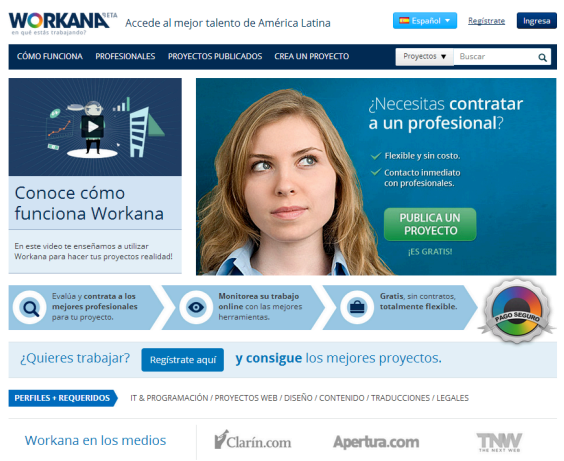 WORKANA BETA
en qué estás trabajando?
Accede al mejor talento de América Latina
Español
Regístrate
Ingresa
CÓMO FUNCIONA PROFESIONALES PROYECTOS PUBLICADOS CREA UN PROYECTO
Proyectos ▼
Buscar
Conoce cómo
funciona Workana
En este video te enseñamos a utilizar
Workana para hacer tus proyectos realidad!
¿Necesitas contratar
a un profesional?
Flexible y sin costo.
Contacto inmediato
con profesionales.
PUBLICA UN
PROYECTO
¡ES GRATIS!
Evalúa y contrata a los
mejores profesionales
para tu proyecto.
Monitorea su trabajo
online con las mejores
herramientas.
Gratis, sin contratos,
totalmente flexible.
PAGO SEGURO
¿Quieres trabajar? Regístrate aquí y consigue los mejores proyectos.
PERFILES + REQUERIDOS IT & PROGRAMACIÓN / PROYECTOS WEB / DISEÑO / CONTENIDO / TRADUCCIONES / LEGALES
Workana en los medios
Clarín.com
Apertura.com
TNW
THE NEXT WEB